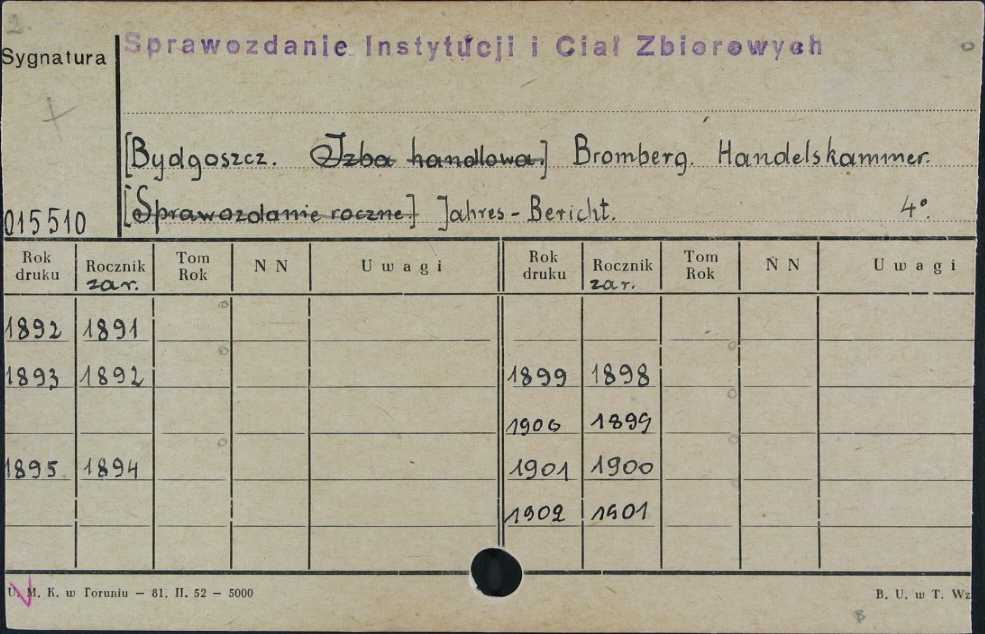 2
Sprawozdanie Instytucji i Ciał Zbiorowych
Sygnatura
[Bydgoszcz. Izba handlowa.] Bromberg. Handelskammer.
[Sprawozdanie roczne.] Jahres-Bericht. 4°.
015510
Rok druku Rocznik zar. Tom Rok N N Uwagi Rok druku Rocznik zar. Tom Rok N N Uwagi
1892 1891
1893 1892 1899 1898
1900 1899
1895 1894 1901 1900
1902 1901
U. M. K. w Toruniu – 81. II. 52 – 5000 B. U. w T. Wz
B